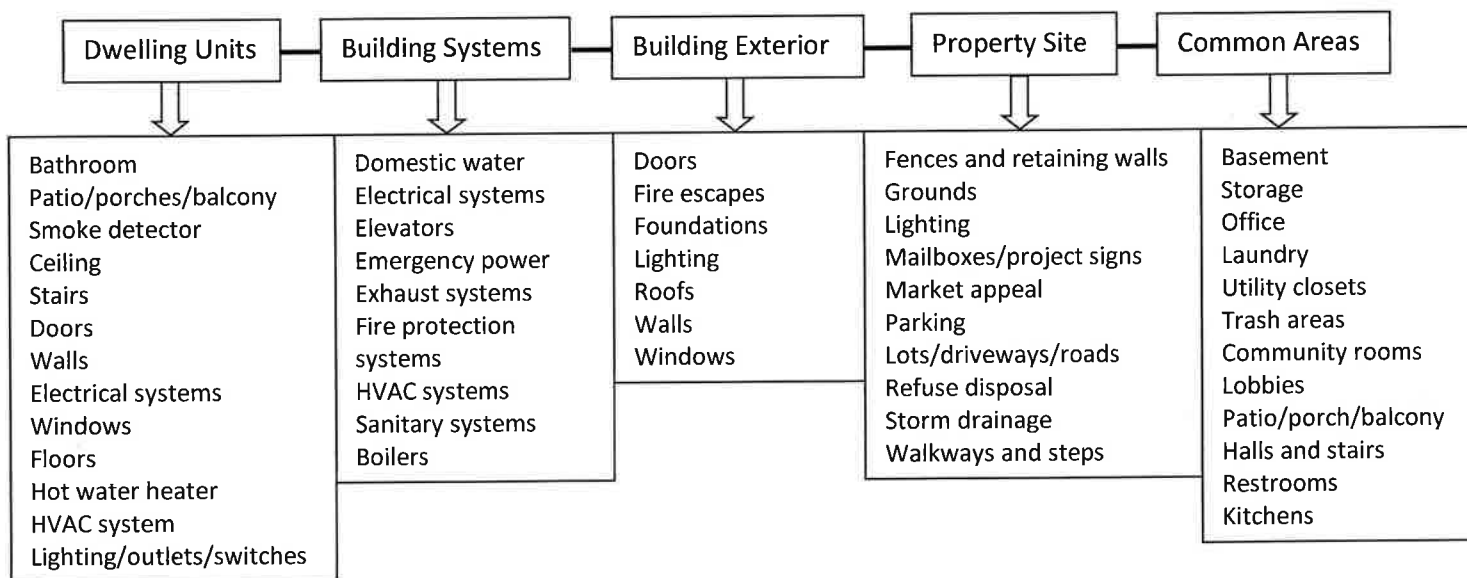 Dwelling Units
Building Systems
Building Exterior
Property Site
Common Areas
Bathroom
Patio/porches/balcony
Smoke detector
Ceiling
Stairs
Doors
Walls
Electrical systems
Windows
Floors
Hot water heater
HVAC system
Lighting/outlets/switches
Domestic water
Electrical systems
Elevators
Emergency power
Exhaust systems
Fire protection
systems
HVAC systems
Sanitary systems
Boilers
Doors
Fire escapes
Foundations
Lighting
Roofs
Walls
Windows
Fences and retaining walls
Grounds
Lighting
Mailboxes/project signs
Market appeal
Parking
Lots/driveways/roads
Refuse disposal
Storm drainage
Walkways and steps
Basement
Storage
Office
Laundry
Utility closets
Trash areas
Community rooms
Lobbies
Patio/porch/balcony
Halls and stairs
Restrooms
Kitchens